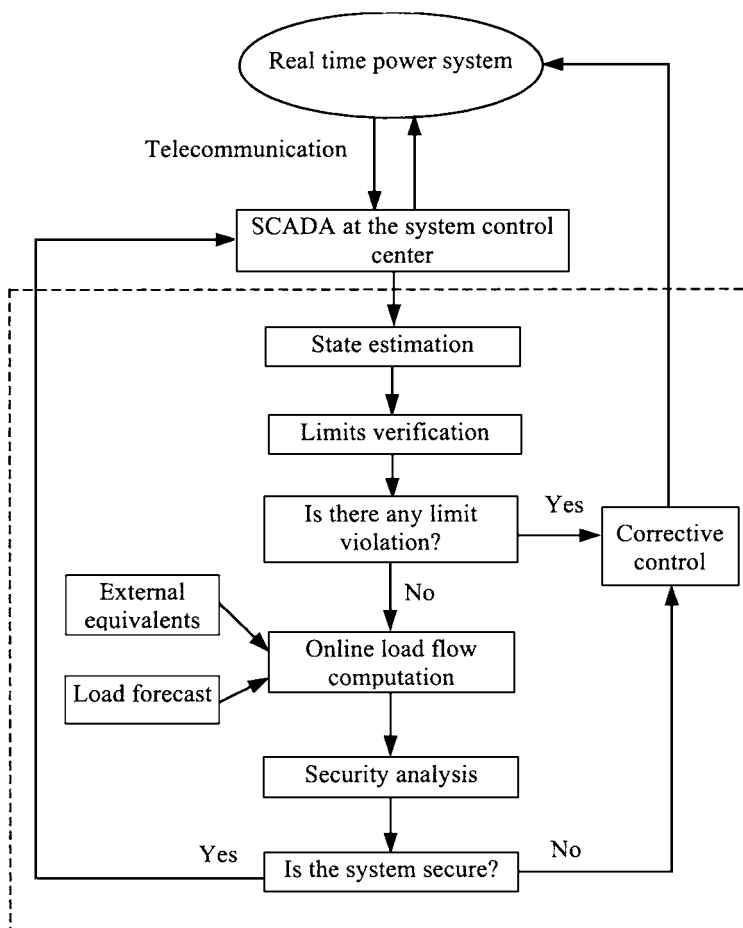 Real time power system
Telecommunication
SCADA at the system control
center
State estimation
Limits verification
Is there any limit
violation?
Yes
Corrective
control
No
External
equivalents
Online load flow
computation
Load forecast
Security analysis
Yes
Is the system secure?
No